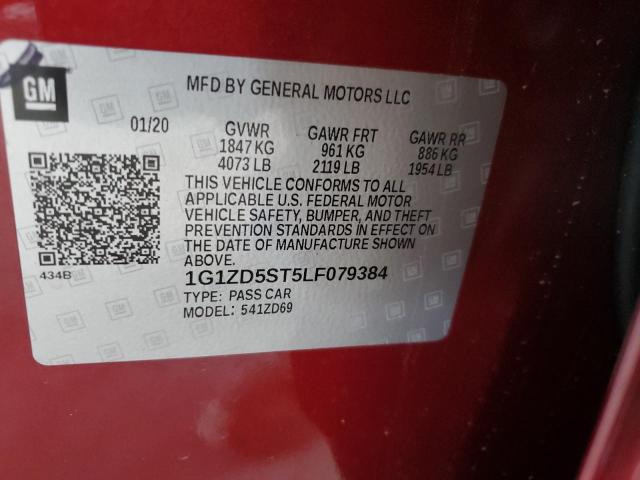 GM
MFD BY GENERAL MOTORS LLC
01/20 GVWR GAWR FRT GAWR RR
1847 KG 961 KG 886 KG
4073 LB 2119 LB 1954 LB
THIS VEHICLE CONFORMS TO ALL
APPLICABLE U.S. FEDERAL MOTOR
VEHICLE SAFETY, BUMPER, AND THEFT
PREVENTION STANDARDS IN EFFECT ON
THE DATE OF MANUFACTURE SHOWN
ABOVE.
434B
1G1ZD5ST5LF079384
TYPE: PASS CAR
MODEL: 541ZD69